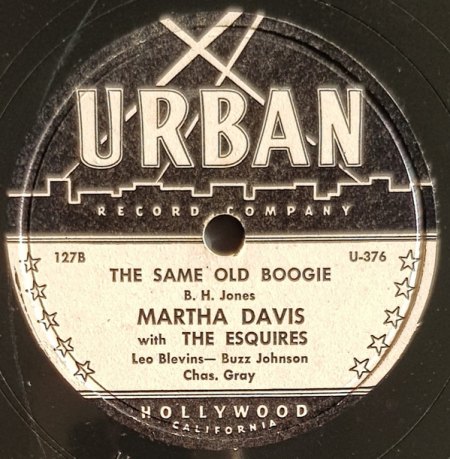 URBAN
RECORD COMPANY
127B U-376
THE SAME OLD BOOGIE
B. H. Jones
MARTHA DAVIS
with THE ESQUIRES
Leo Blevins— Buzz Johnson
Chas. Gray
HOLLYWOOD
CALIFORNIA